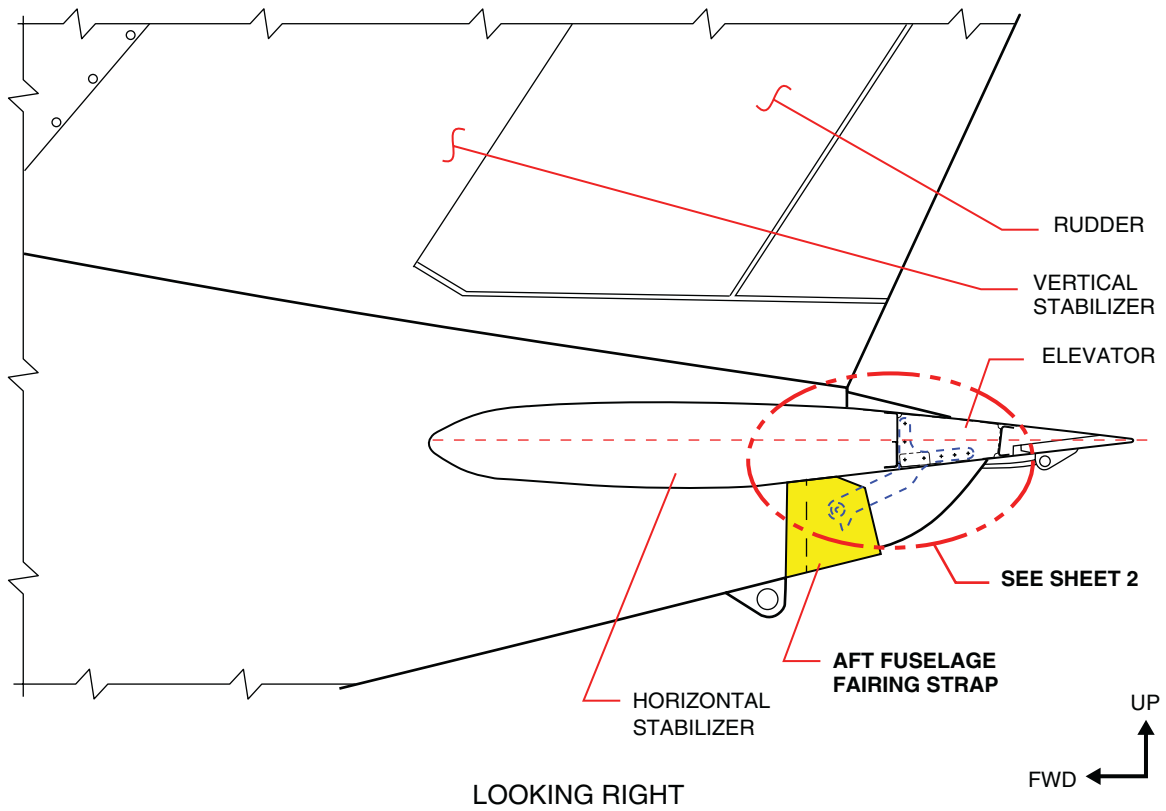 RUDDER
VERTICAL
STABILIZER
ELEVATOR
SEE SHEET 2
AFT FUSELAGE
FAIRING STRAP
HORIZONTAL
STABILIZER
UP
FWD
LOOKING RIGHT